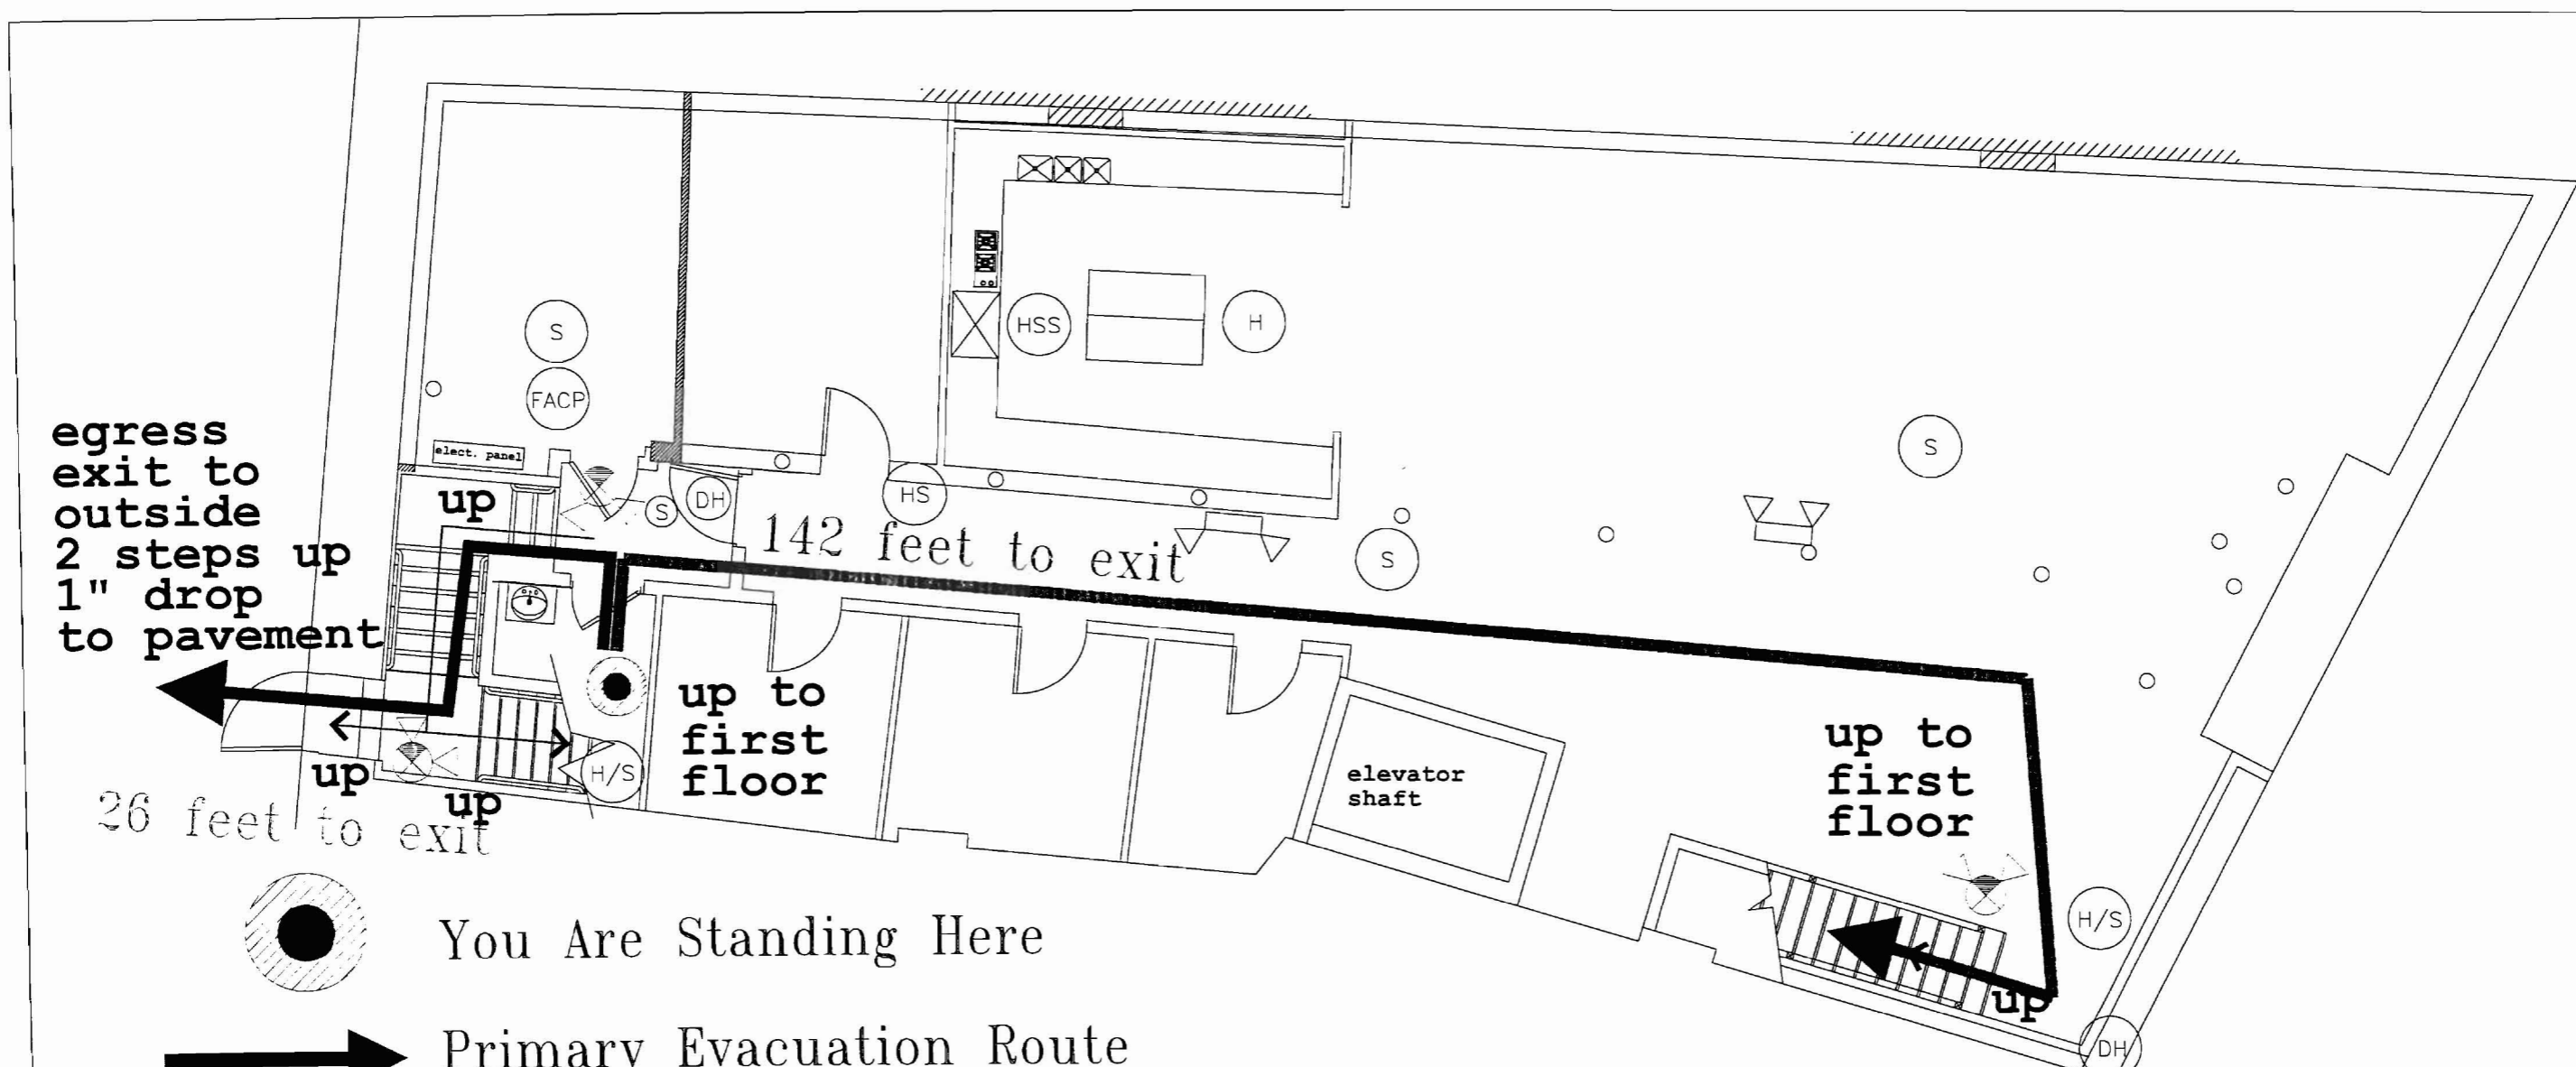 S
FACP
elect. panel
HSS
H
S
egress
exit to
outside
2 steps up
1" drop
to pavement
up
S
DH
HS
142 feet to exit
S
up to
first
floor
H/S
up
up
26 feet to exit
elevator
shaft
up to
first
floor
H/S
up
DH
You Are Standing Here
Primary Evacuation Route